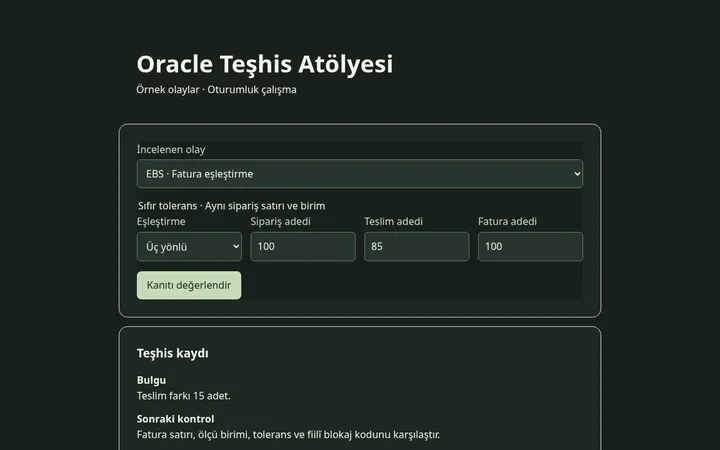 Oracle Teşhis Atölyesi
Örnek olaylar · Oturumluk çalışma
İncelenen olay
EBS · Fatura eşleştirme
Sıfır tolerans · Aynı sipariş satırı ve birim
Eşleştirme Sipariş adedi Teslim adedi Fatura adedi
Üç yönlü 100 85 100
Kanıtı değerlendir
Teşhis kaydı
Bulgu
Teslim farkı 15 adet.
Sonraki kontrol
Fatura satırı, ölçü birimi, tolerans ve fiilî blokaj kodunu karşılaştır.